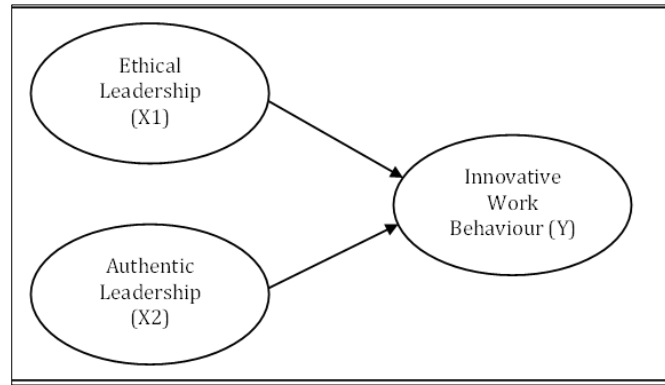 Ethical
Leadership
(X1)
Innovative
Work
Behaviour (Y)
Authentic
Leadership
(X2)